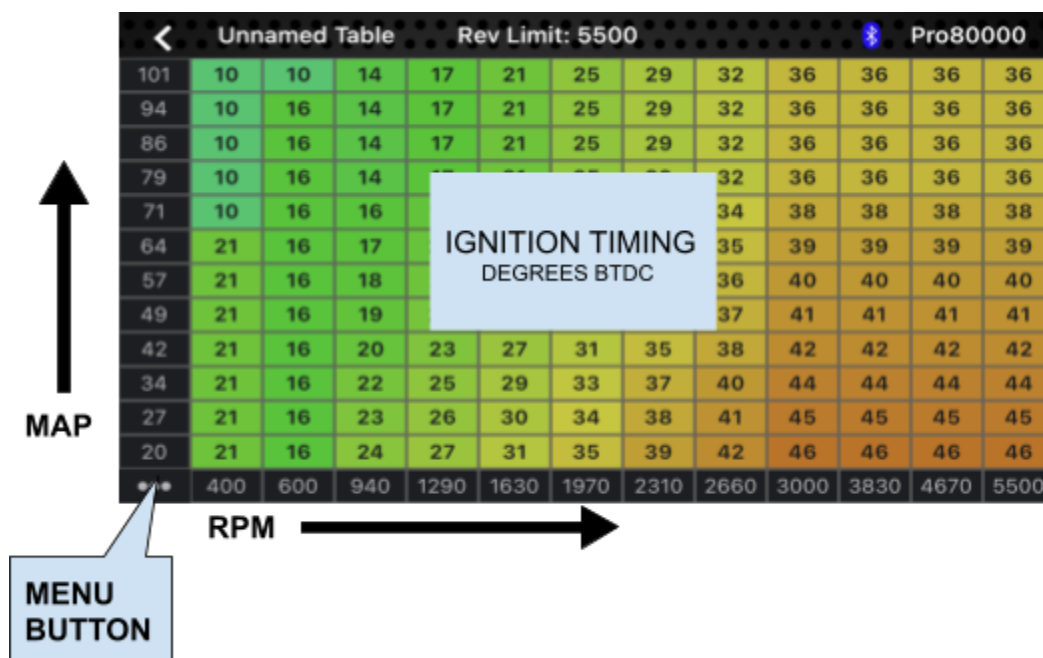 Unnamed Table Rev Limit: 5500 Pro80000
101 10 10 14 17 21 25 29 32 36 36 36 36
94 10 16 14 17 21 25 29 32 36 36 36 36
86 10 16 14 17 21 25 29 32 36 36 36 36
79 10 16 14 32 36 36 36 36
71 10 16 16 34 38 38 38 38
64 21 16 17 35 39 39 39 39
57 21 16 18 36 40 40 40 40
49 21 16 19 37 41 41 41 41
IGNITION TIMING
DEGREES BTDC
42 21 16 20 23 27 31 35 38 42 42 42 42
34 21 16 22 25 29 33 37 40 44 44 44 44
27 21 16 23 26 30 34 38 41 45 45 45 45
20 21 16 24 27 31 35 39 42 46 46 46 46
400 600 940 1290 1630 1970 2310 2660 3000 3830 4670 5500
MAP
RPM
MENU
BUTTON